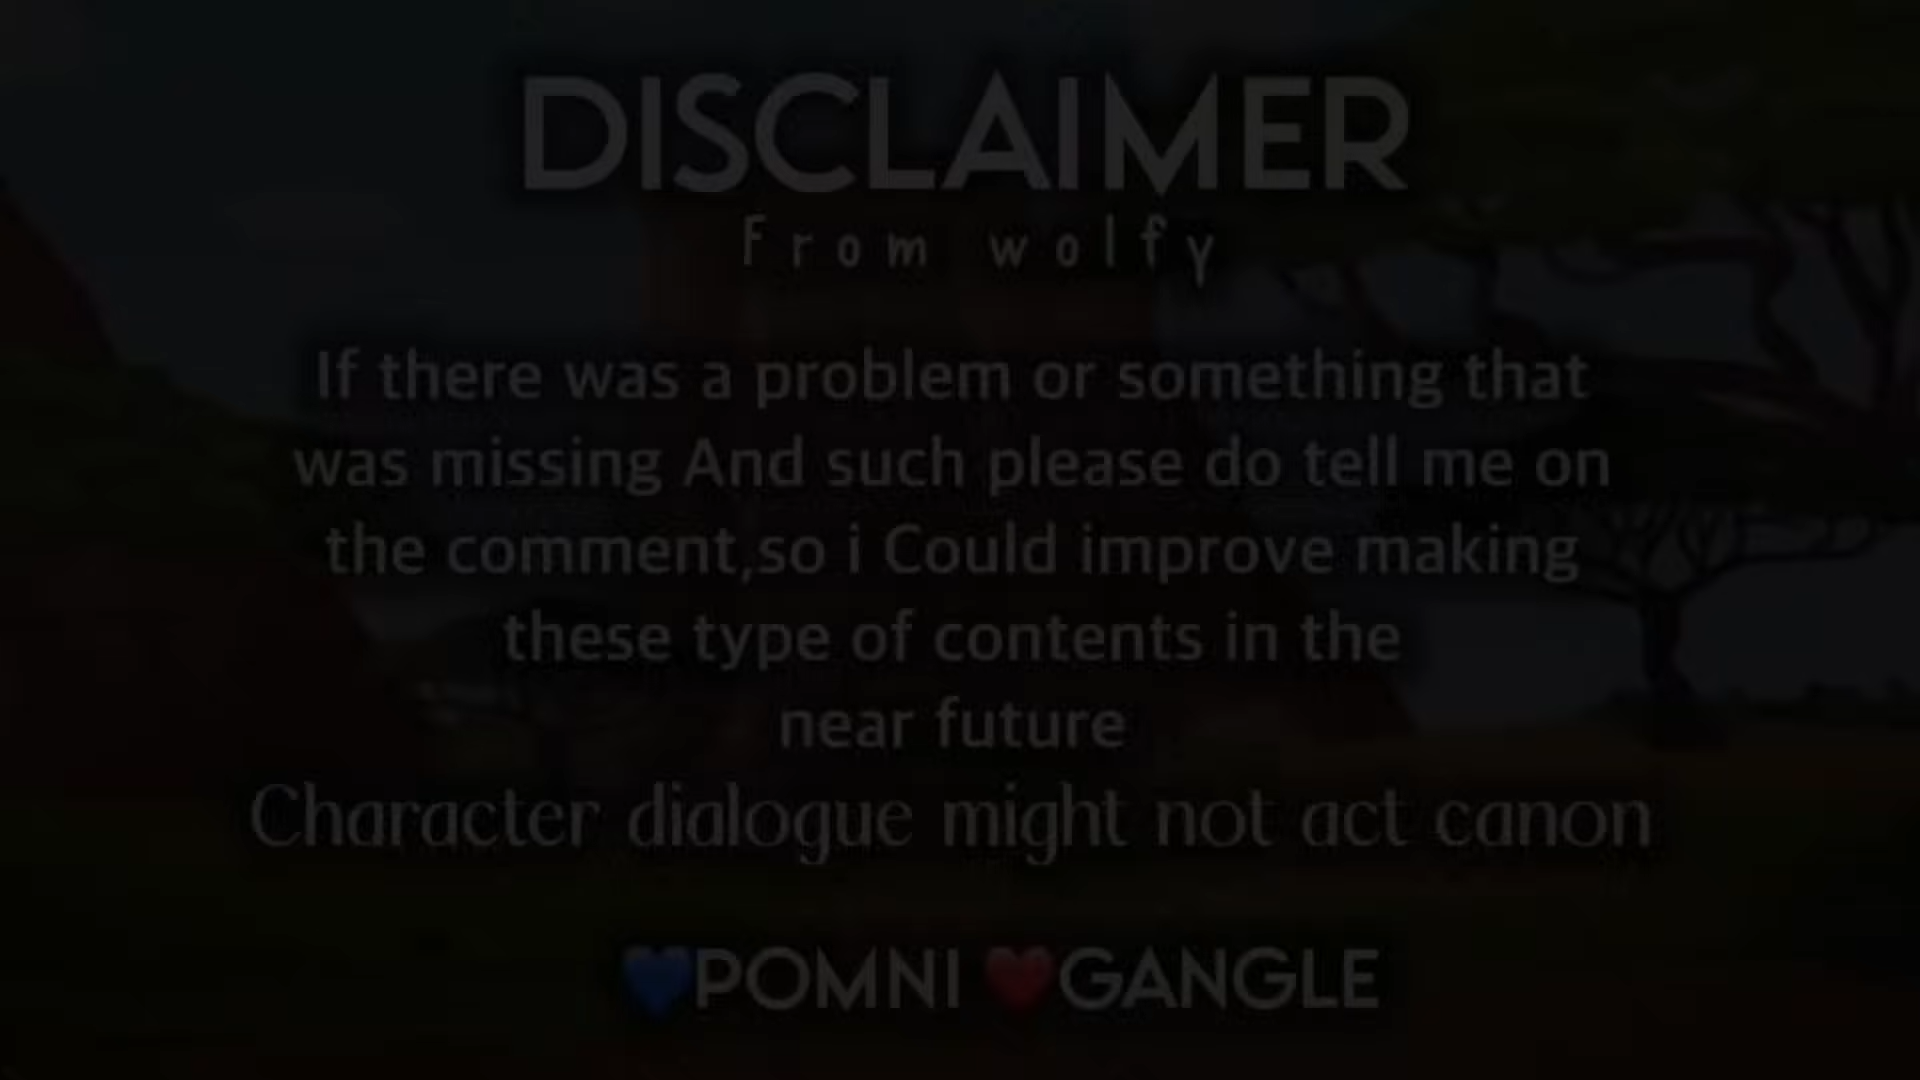 DISCLAIMER
From wolfy
If there was a problem or something that
was missing And such please do tell me on
the comment,so i Could improve making
these type of contents in the
near future
Character dialogue might not act canon
💙POMNI ❤️GANGLE